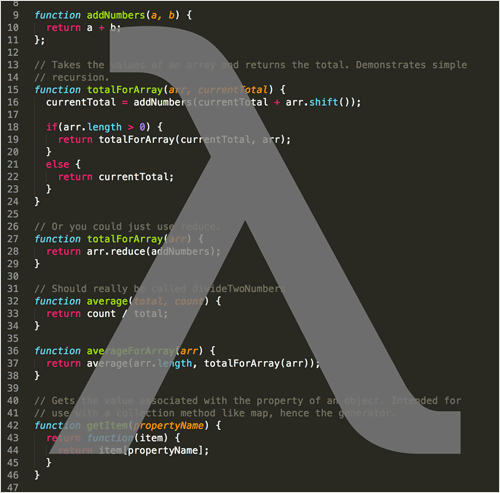 8
9 function addNumbers(a, b) {
10 return a + b;
11 };
12
13 // Takes the values of an array and returns the total. Demonstrates simple
14 // recursion.
15 function totalForArray(arr, currentTotal) {
16 currentTotal = addNumbers(currentTotal + arr.shift());
17
18 if(arr.length > 0) {
19 return totalForArray(currentTotal, arr);
20 }
21 else {
22 return currentTotal;
23 }
24 }
25
26 // Or you could just use reduce.
27 function totalForArray(arr) {
28 return arr.reduce(addNumbers);
29 }
30
31 // Should really be called divideTwoNumbers
32 function average(total, count) {
33 return count / total;
34 }
35
36 function averageForArray(arr) {
37 return average(arr.length, totalForArray(arr));
38 }
39
40 // Gets the value associated with the property of an object. Intended for
41 // use with a collection method like map, hence the generator.
42 function getItem(propertyName) {
43 return function(item) {
44 return item[propertyName];
45 }
46 }
47
λ